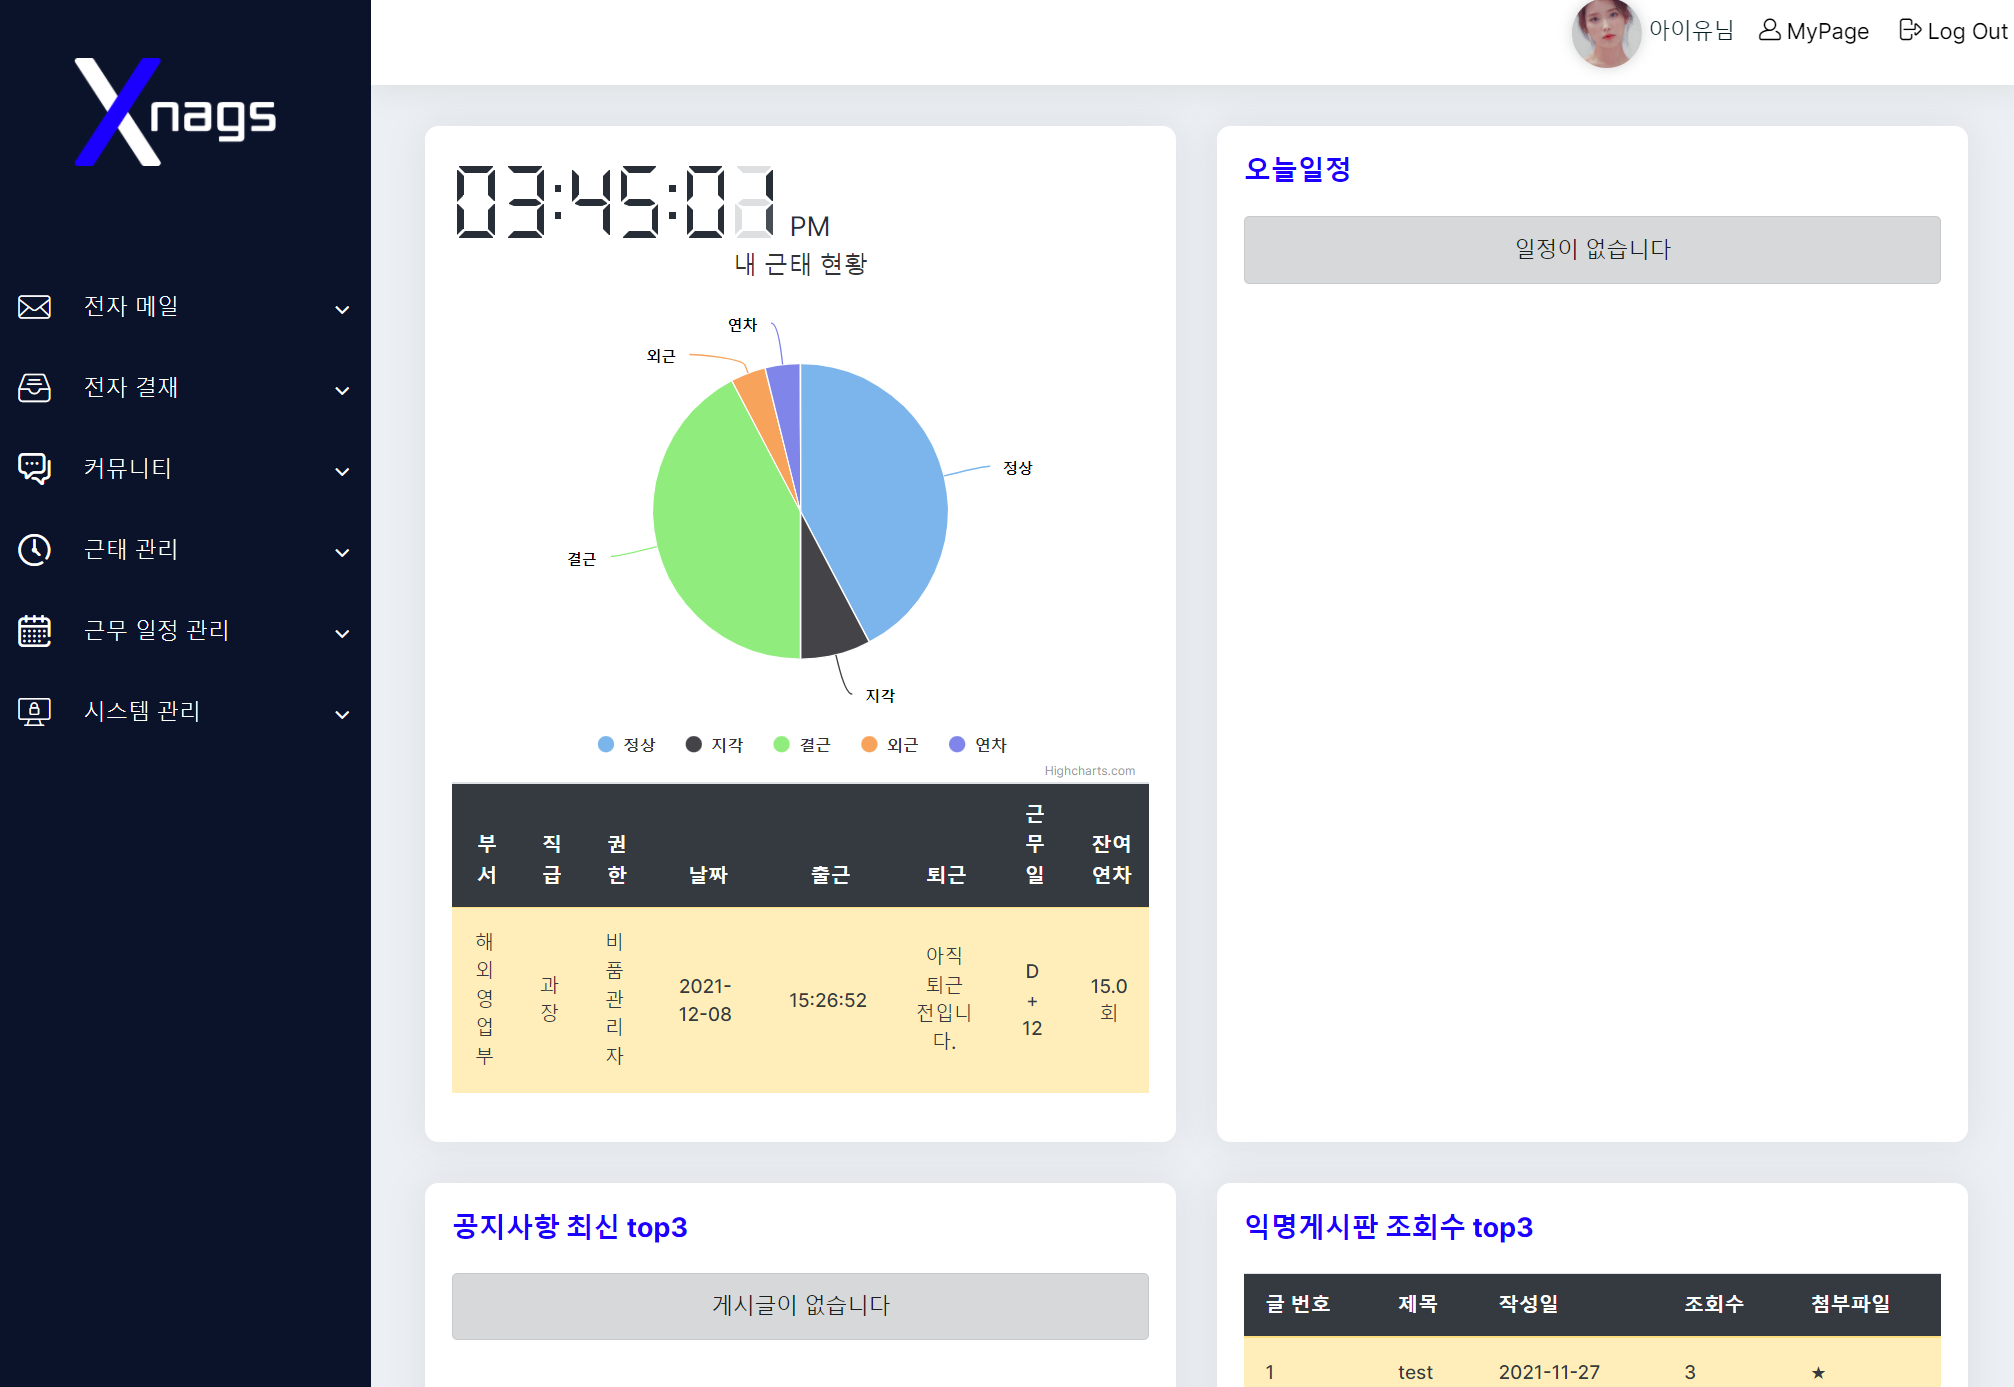 Xnags
아이유님
MyPage
Log Out
전자 메일
전자 결재
커뮤니티
근태 관리
근무 일정 관리
시스템 관리
PM
내 근태 현황
연차
외근
정상
결근
지각
정상 지각 결근 외근 연차
Highcharts.com
부서 직급 권한 날짜 출근 퇴근 근무일 잔여 연차
해외영업부 과장 비품관리자 2021-12-08 15:26:52 아직 퇴근 전입니다. D + 12 15.0 회
오늘일정
일정이 없습니다
공지사항 최신 top3
게시글이 없습니다
익명게시판 조회수 top3
글 번호 제목 작성일 조회수 첨부파일
1 test 2021-11-27 3 ★